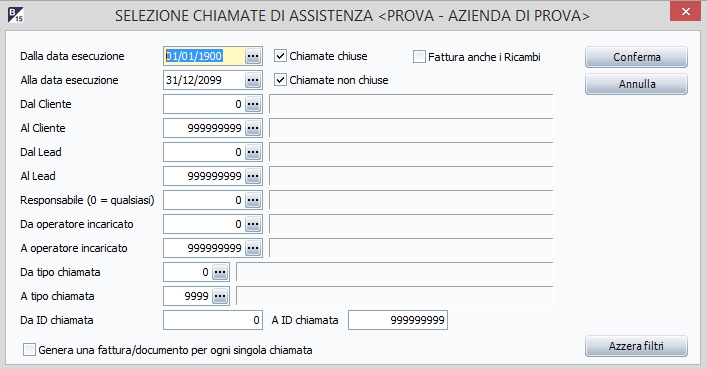 B 15 SELEZIONE CHIAMATE DI ASSISTENZA <PROVA - AZIENDA DI PROVA>
Dalla data esecuzione 01/01/1900 ... Chiamate chiuse Fattura anche i Ricambi Conferma
Alla data esecuzione 31/12/2099 ... Chiamate non chiuse Annulla
Dal Cliente 0 ...
Al Cliente 999999999 ...
Dal Lead 0 ...
Al Lead 999999999 ...
Responsabile (0 = qualsiasi) 0 ...
Da operatore incaricato 0 ...
A operatore incaricato 999999999 ...
Da tipo chiamata 0 ...
A tipo chiamata 9999 ...
Da ID chiamata 0 A ID chiamata 999999999
Genera una fattura/documento per ogni singola chiamata Azzera filtri